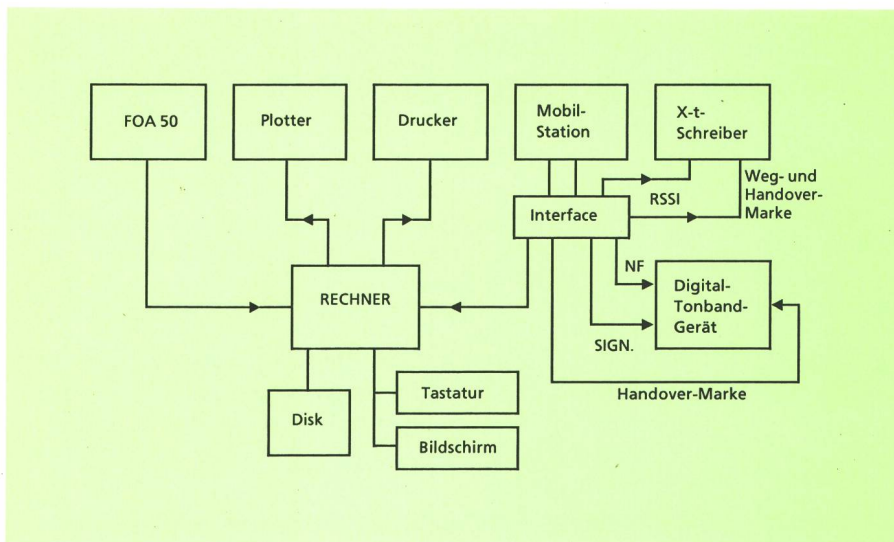 FOA 50
Plotter
Drucker
Mobil-
Station
X-t-
Schreiber
RSSI
Weg- und
Handover-
Marke
Interface
NF
RECHNER
Digital-
Tonband-
Gerät
SIGN.
Handover-Marke
Disk
Tastatur
Bildschirm